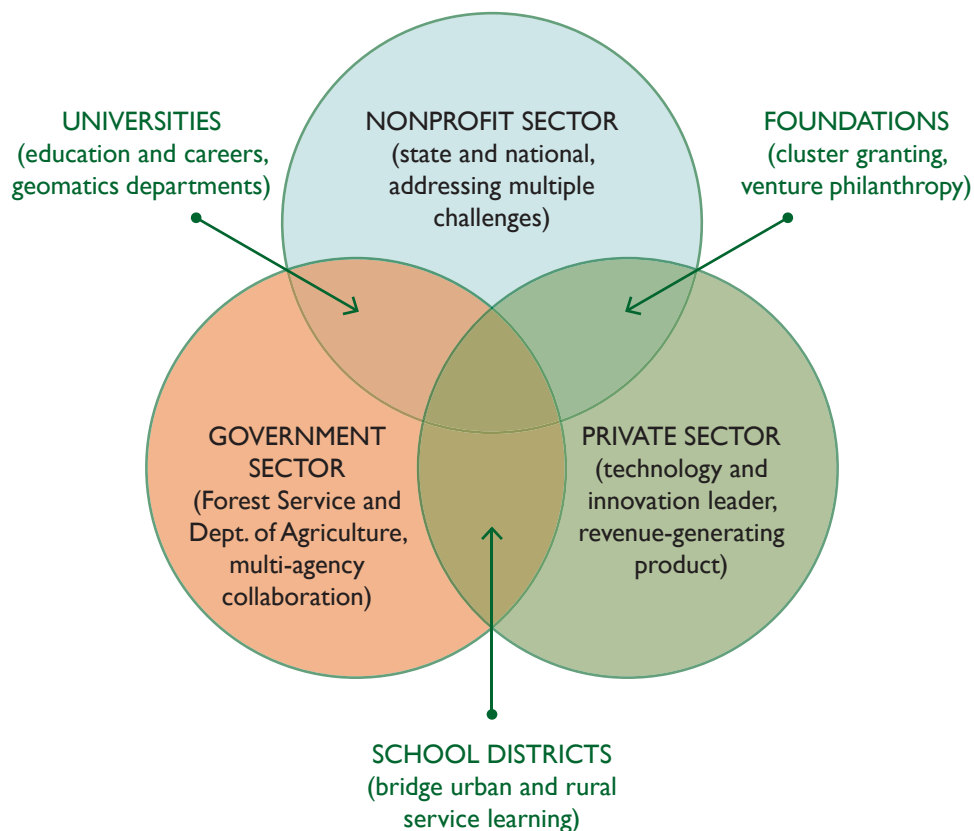 UNIVERSITIES
(education and careers,
geomatics departments)
NONPROFIT SECTOR
(state and national,
addressing multiple
challenges)
FOUNDATIONS
(cluster granting,
venture philanthropy)
GOVERNMENT
SECTOR
(Forest Service and
Dept. of Agriculture,
multi-agency
collaboration)
PRIVATE SECTOR
(technology and
innovation leader,
revenue-generating
product)
SCHOOL DISTRICTS
(bridge urban and rural
service learning)